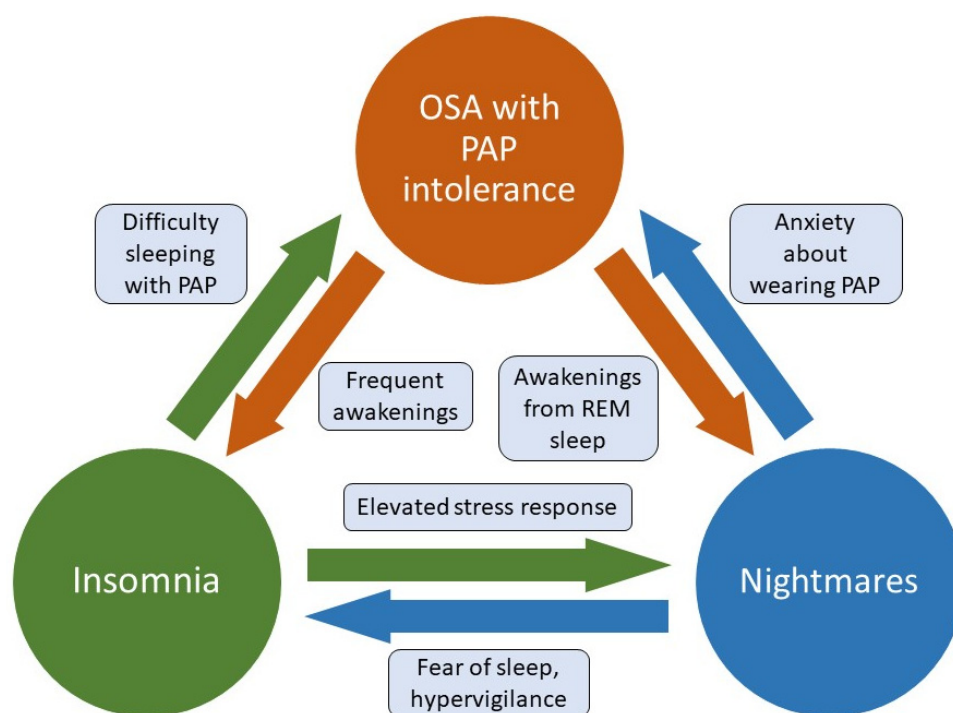 OSA with
PAP
intolerance
Difficulty
sleeping
with PAP
Anxiety
about
wearing PAP
Frequent
awakenings
Awakenings
from REM
sleep
Elevated stress response
Insomnia
Nightmares
Fear of sleep,
hypervigilance